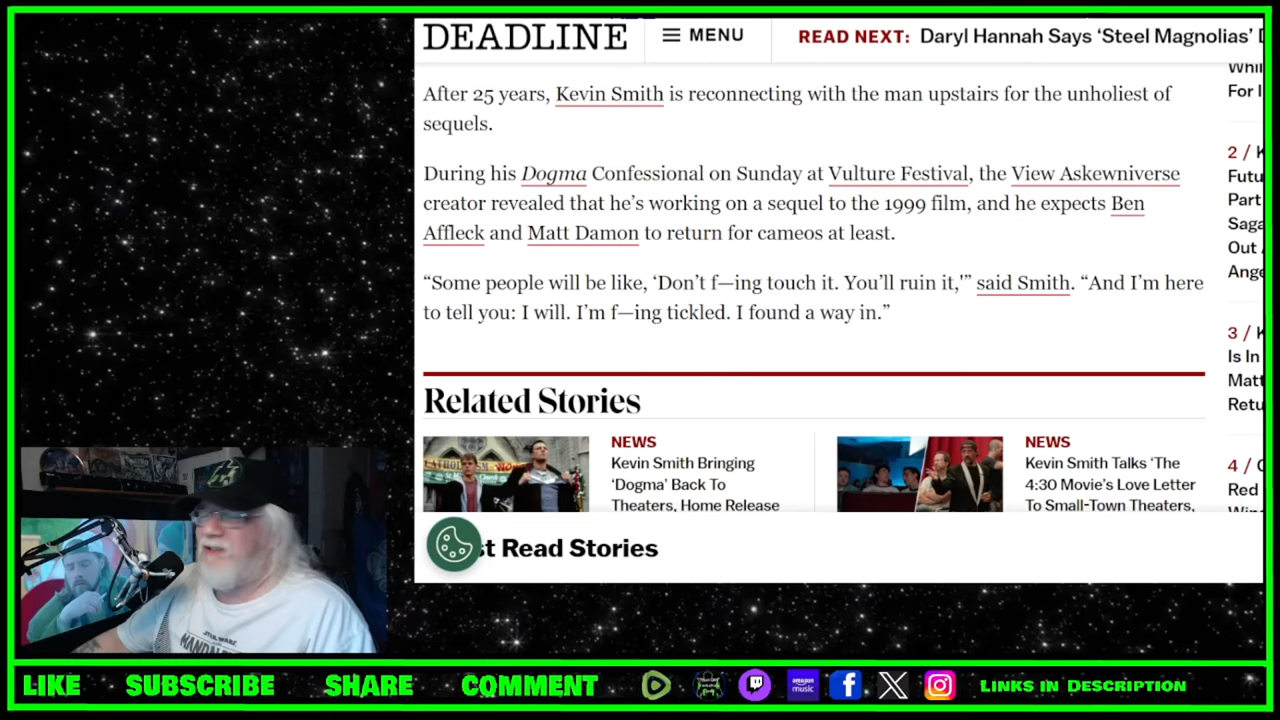 DEADLINE
MENU
READ NEXT: Daryl Hannah Says ‘Steel Magnolias’
After 25 years, Kevin Smith is reconnecting with the man upstairs for the unholiest of
sequels.
During his Dogma Confessional on Sunday at Vulture Festival, the View Askewniverse
creator revealed that he’s working on a sequel to the 1999 film, and he expects Ben
Affleck and Matt Damon to return for cameos at least.
“Some people will be like, ‘Don’t f—ing touch it. You’ll ruin it,'” said Smith. “And I’m here
to tell you: I will. I’m f—ing tickled. I found a way in.”
Related Stories
NEWS
Kevin Smith Bringing
‘Dogma’ Back To
Theaters, Home Release
NEWS
Kevin Smith Talks ‘The
4:30 Movie’s Love Letter
To Small-Town Theaters,
st Read Stories
For
2 /
Futu
Part
Saga
Out
Ange
3 /
Is In
Matt
Retu
4 /
Red
STAR WARS
LIKE
SUBSCRIBE
SHARE
COMMENT
amazon music
LINKS IN DESCRIPTION